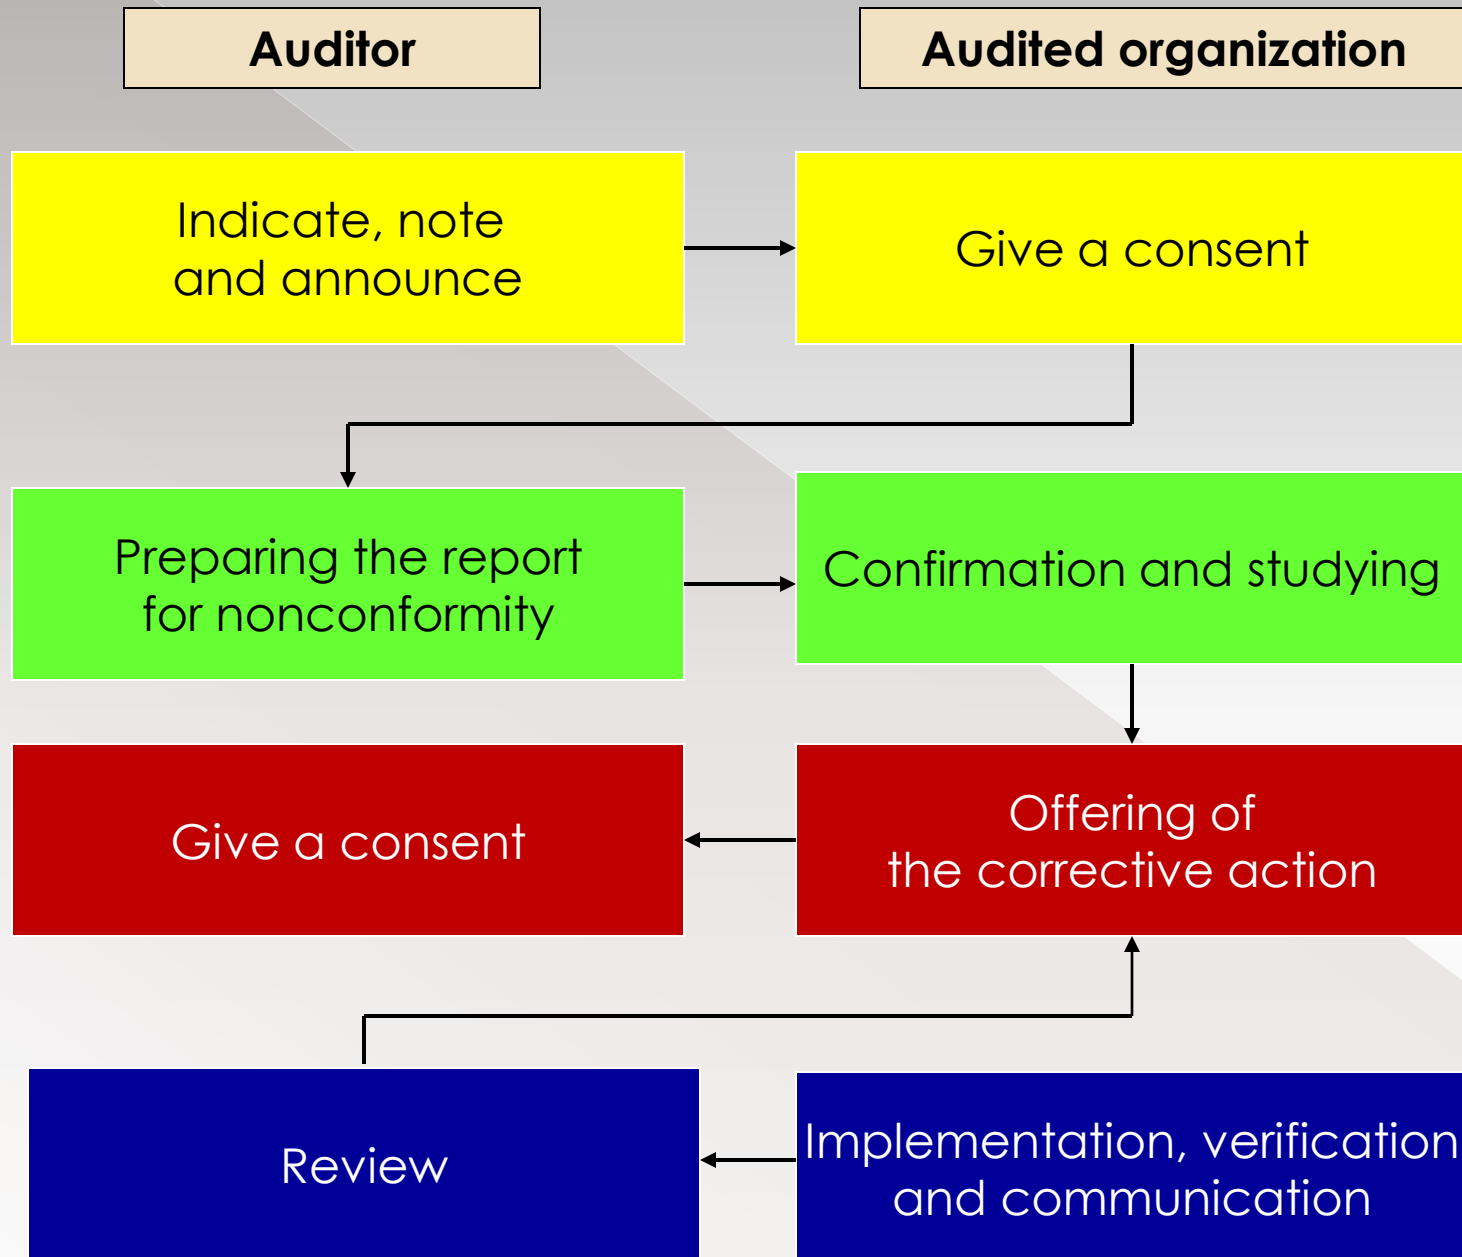 Auditor
Audited organization
Indicate, note
and announce
Give a consent
Preparing the report
for nonconformity
Confirmation and studying
Give a consent
Offering of
the corrective action
Review
Implementation, verification
and communication